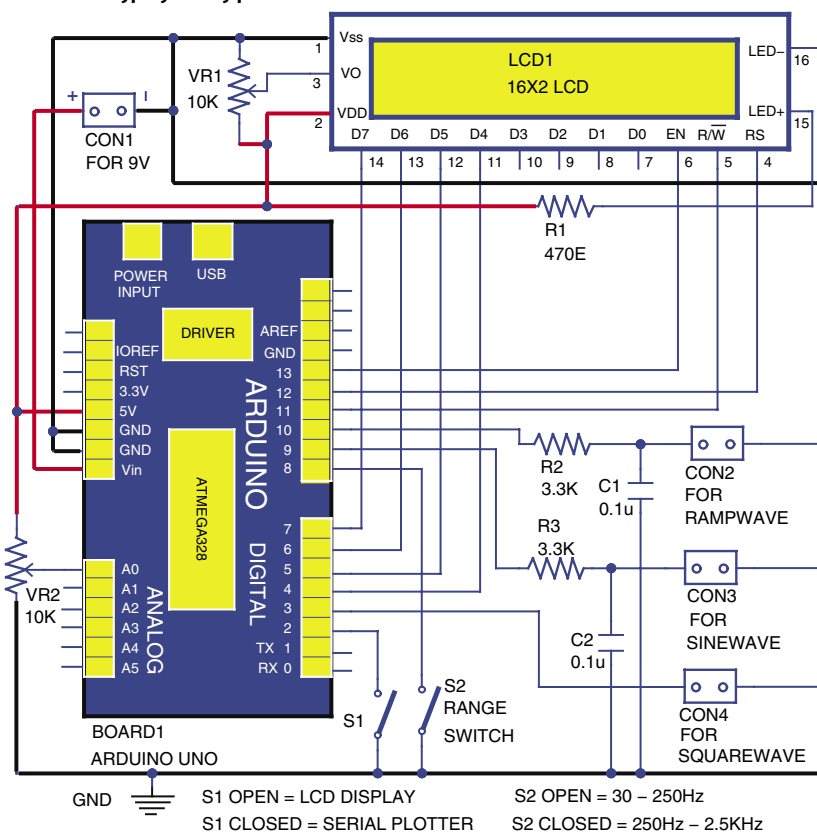 Vss
1
VO
3
VDD
2
LCD1
16X2 LCD
LED–
16
LED+
15
D7 D6 D5 D4 D3 D2 D1 D0 EN R/W RS
14 13 12 11 10 9 8 7 6 5 4
VR1
10K
+ –
CON1
FOR 9V
R1
470E
POWER
INPUT
USB
DRIVER
IOREF
RST
3.3V
5V
GND
GND
Vin
AREF
GND
13
12
11
10
9
8
ARDUINO
ATMEGA328
DIGITAL
7
6
5
4
3
2
TX 1
RX 0
ANALOG
A0
A1
A2
A3
A4
A5
VR2
10K
R2
3.3K
C1
0.1u
CON2
FOR
RAMPWAVE
R3
3.3K
C2
0.1u
CON3
FOR
SINEWAVE
CON4
FOR
SQUAREWAVE
S1
S2
RANGE
SWITCH
BOARD1
ARDUINO UNO
GND
S1 OPEN = LCD DISPLAY
S1 CLOSED = SERIAL PLOTTER
S2 OPEN = 30 – 250Hz
S2 CLOSED = 250Hz – 2.5KHz